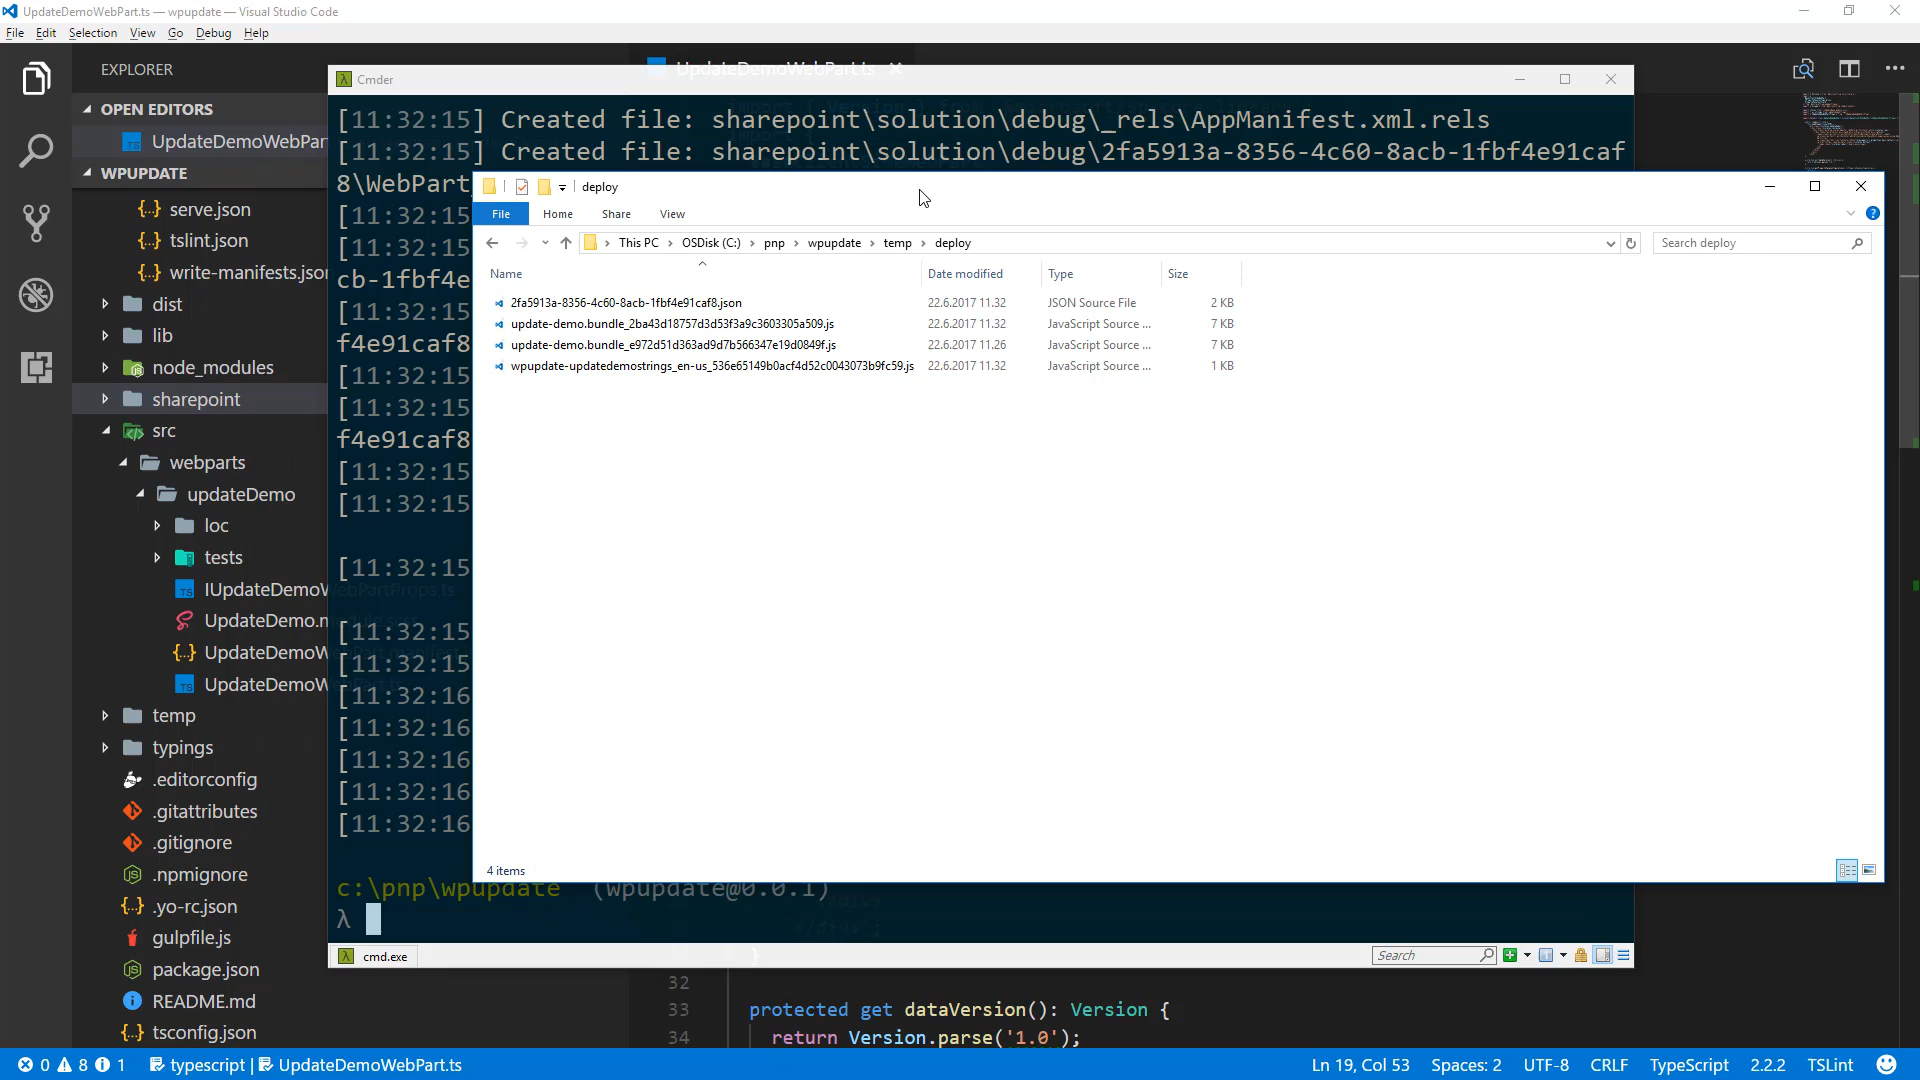 UpdateDemoWebPart.ts — wpupdate — Visual Studio Code
File Edit Selection View Go Debug Help
EXPLORER
OPEN EDITORS
UpdateDemoWebPar
WPUPDATE
serve.json
tslint.json
write-manifests.json
dist
lib
node_modules
sharepoint
src
webparts
updateDemo
loc
tests
IUpdateDemoWebPartProps.ts
UpdateDemo.m
UpdateDemoW
UpdateDemoWe
temp
typings
.editorconfig
.gitattributes
.gitignore
.npmignore
.yo-rc.json
gulpfile.js
package.json
README.md
tsconfig.json
UpdateDemoWebPart.ts
Cmder
[11:32:15] Created file: sharepoint\solution\debug\_rels\AppManifest.xml.rels
[11:32:15] Created file: sharepoint\solution\debug\2fa5913a-8356-4c60-8acb-1fbf4e91caf
8\WebPart
[11:32:15
[11:32:15
cb-1fbf4e
[11:32:15
f4e91caf8
[11:32:15
[11:32:15
f4e91caf8
[11:32:15
[11:32:15
[11:32:15
[11:32:15
[11:32:15
[11:32:16
[11:32:16
[11:32:16
[11:32:16
[11:32:16
c:\pnp\wpupdate (wpupdate@0.0.1)
λ
cmd.exe
Search
deploy
File Home Share View
This PC OSDisk (C:) pnp wpupdate temp deploy
Search deploy
Name Date modified Type Size
2fa5913a-8356-4c60-8acb-1fbf4e91caf8.json 22.6.2017 11.32 JSON Source File 2 KB
update-demo.bundle_2ba43d18757d3d53f3a9c3603305a509.js 22.6.2017 11.32 JavaScript Source ... 7 KB
update-demo.bundle_e972d51d363ad9d7b566347e19d0849f.js 22.6.2017 11.26 JavaScript Source ... 7 KB
wpupdate-updatedemostrings_en-us_536e65149b0acf4d52c0043073b9fc59.js 22.6.2017 11.32 JavaScript Source ... 1 KB
4 items
32
33 protected get dataVersion(): Version {
34 return Version.parse('1.0');
0 8 1 typescript | UpdateDemoWebPart.ts Ln 19, Col 53 Spaces: 2 UTF-8 CRLF TypeScript 2.2.2 TSLint